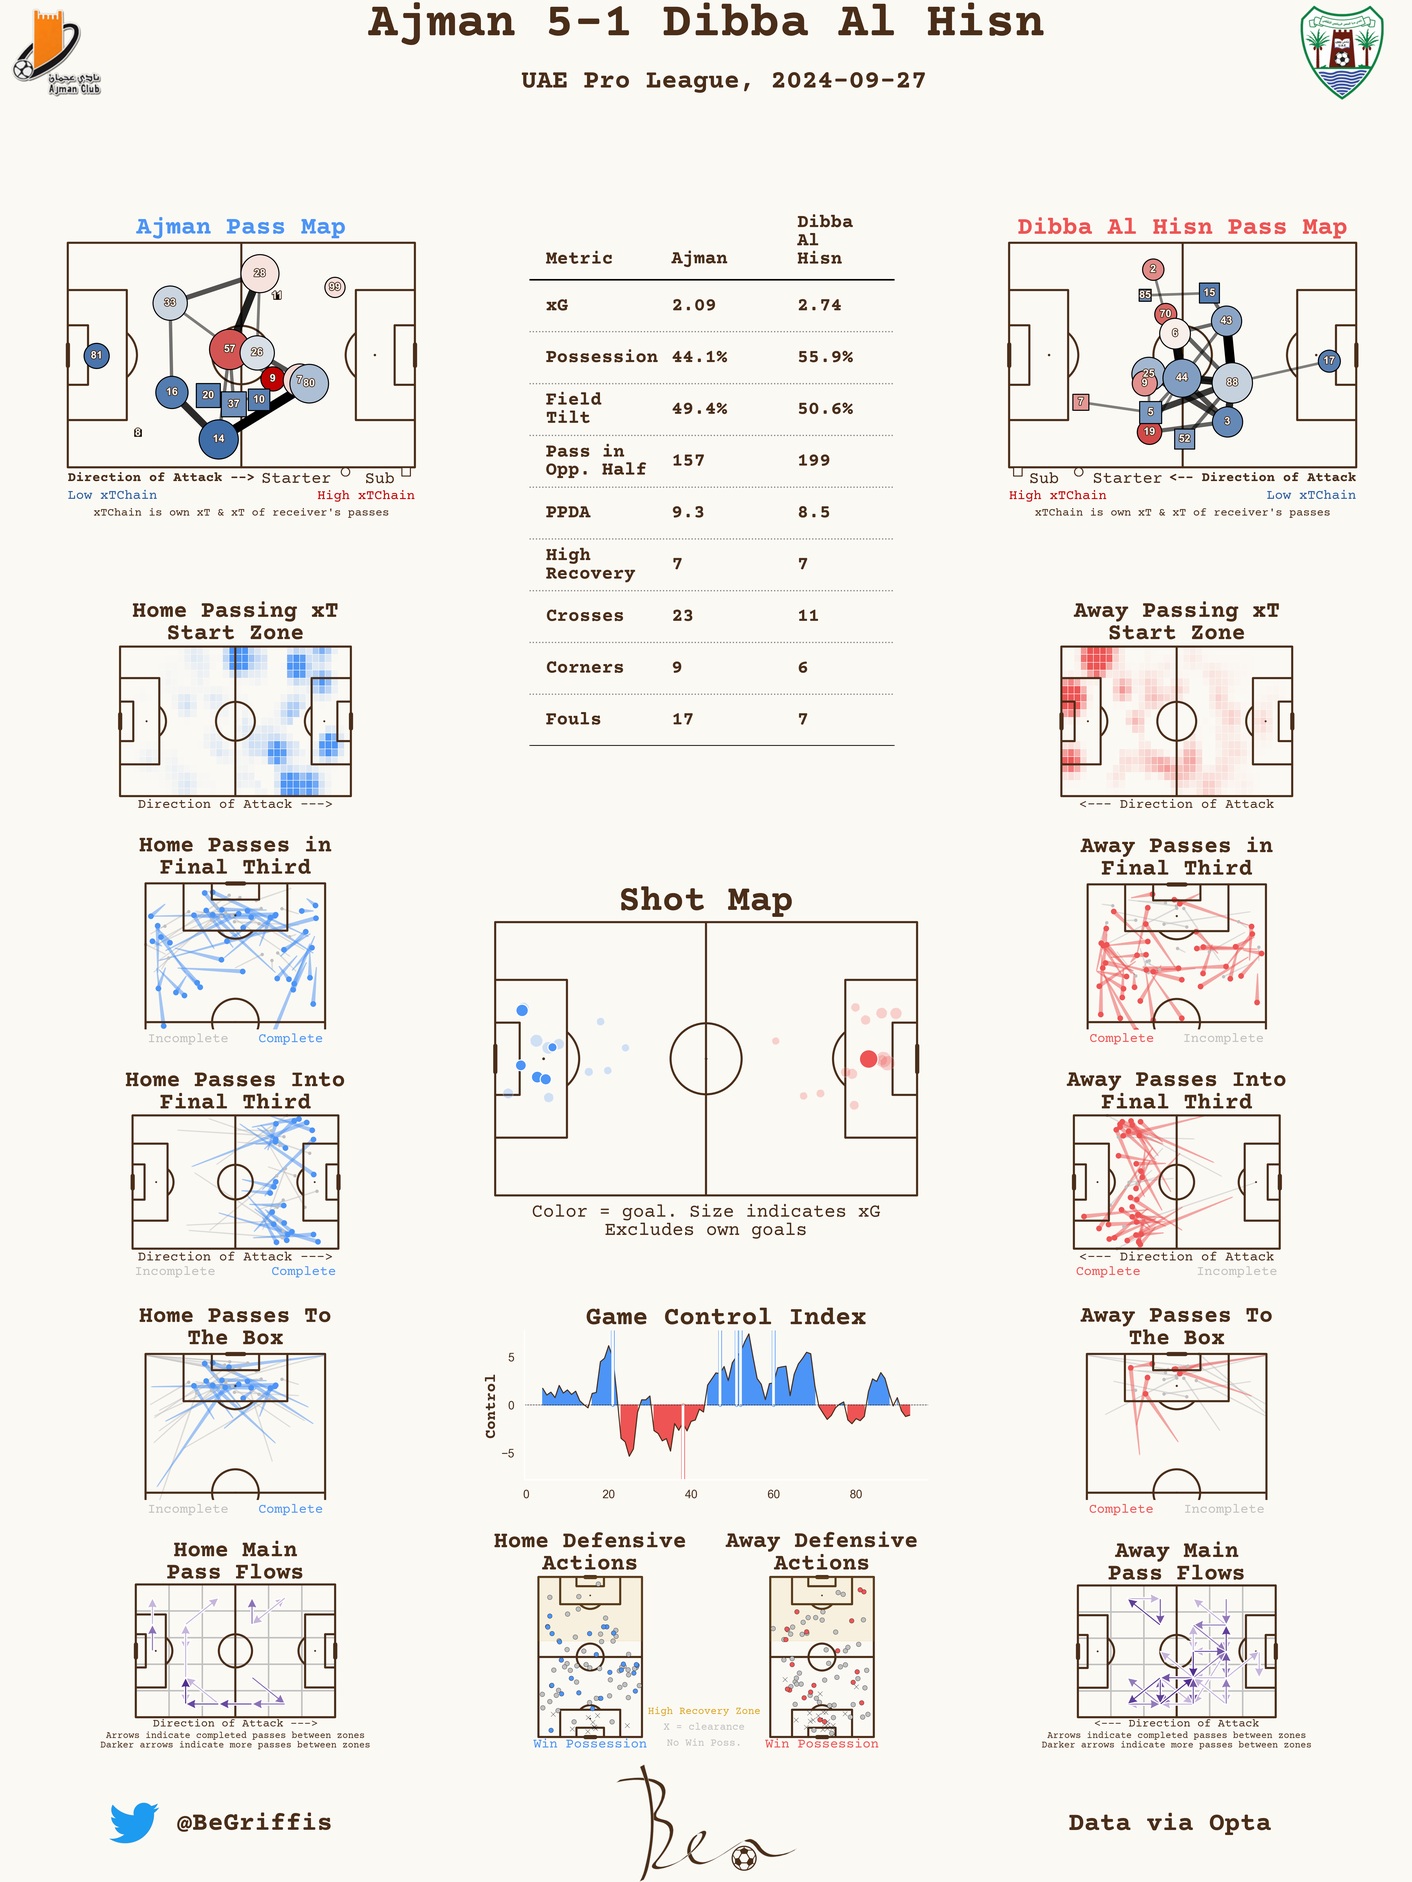 Ajman 5-1 Dibba Al Hisn
UAE Pro League, 2024-09-27
نادي عجمان
Ajman Club
Ajman Pass Map
28
11
99
33
57
26
81
9
7
80
16
20
37
10
14
8
Direction of Attack --> Starter Sub
Low xTChain High xTChain
xTChain is own xT & xT of receiver's passes
Metric Ajman Dibba Al Hisn
xG 2.09 2.74
Possession 44.1% 55.9%
Field Tilt 49.4% 50.6%
Pass in Opp. Half 157 199
PPDA 9.3 8.5
High Recovery 7 7
Crosses 23 11
Corners 9 6
Fouls 17 7
Dibba Al Hisn Pass Map
2
85
15
70
43
6
17
25
44
9
88
7
5
3
19
52
Sub Starter <-- Direction of Attack
High xTChain Low xTChain
xTChain is own xT & xT of receiver's passes
Home Passing xT
Start Zone
Direction of Attack --->
Away Passing xT
Start Zone
<--- Direction of Attack
Home Passes in
Final Third
Incomplete Complete
Away Passes in
Final Third
Complete Incomplete
Shot Map
Color = goal. Size indicates xG
Excludes own goals
Home Passes Into
Final Third
Direction of Attack --->
Incomplete Complete
Away Passes Into
Final Third
<--- Direction of Attack
Complete Incomplete
Home Passes To
The Box
Incomplete Complete
Game Control Index
Control
5
0
−5
0 20 40 60 80
Away Passes To
The Box
Complete Incomplete
Home Main
Pass Flows
Direction of Attack --->
Arrows indicate completed passes between zones
Darker arrows indicate more passes between zones
Home Defensive
Actions
Win Possession
High Recovery Zone
X = clearance
No Win Poss.
Away Defensive
Actions
Win Possession
Away Main
Pass Flows
<--- Direction of Attack
Arrows indicate completed passes between zones
Darker arrows indicate more passes between zones
@BeGriffis
Ben
Data via Opta